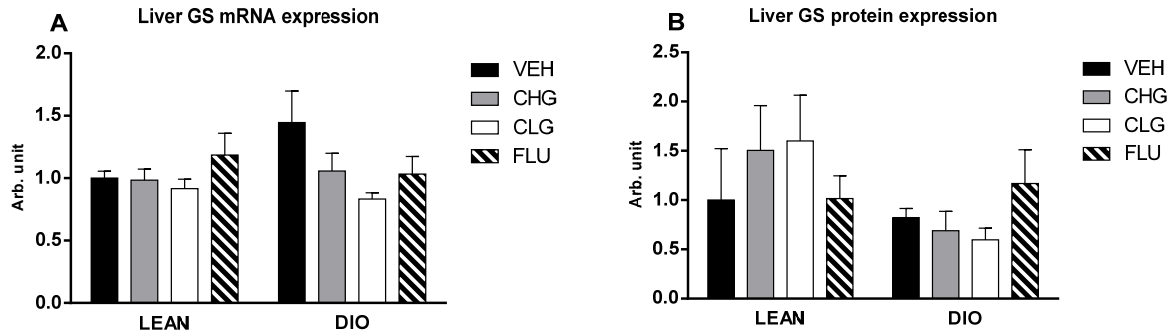 A
Liver GS mRNA expression
2.0
1.5
1.0
0.5
0.0
Arb. unit
LEAN
DIO
VEH
CHG
CLG
FLU
B
Liver GS protein expression
2.5
2.0
1.5
1.0
0.5
0.0
Arb. unit
LEAN
DIO
VEH
CHG
CLG
FLU